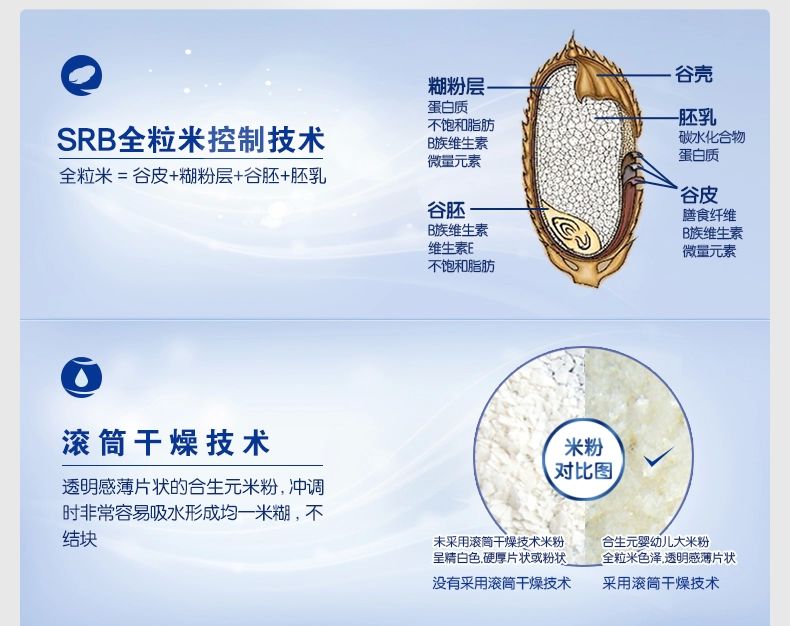 SRB全粒米控制技术
全粒米 = 谷皮+糊粉层+谷胚+胚乳
糊粉层
蛋白质
不饱和脂肪
B族维生素
微量元素
谷胚
B族维生素
维生素E
不饱和脂肪
谷壳
胚乳
碳水化合物
蛋白质
谷皮
膳食纤维
B族维生素
微量元素
滚筒干燥技术
透明感薄片状的合生元米粉,冲调
时非常容易吸水形成均一米糊,不
结块
米粉
对比图
未采用滚筒干燥技术米粉
呈精白色,硬厚片状或粉状
没有采用滚筒干燥技术
合生元婴幼儿大米粉
全粒米色泽,透明感薄片状
采用滚筒干燥技术